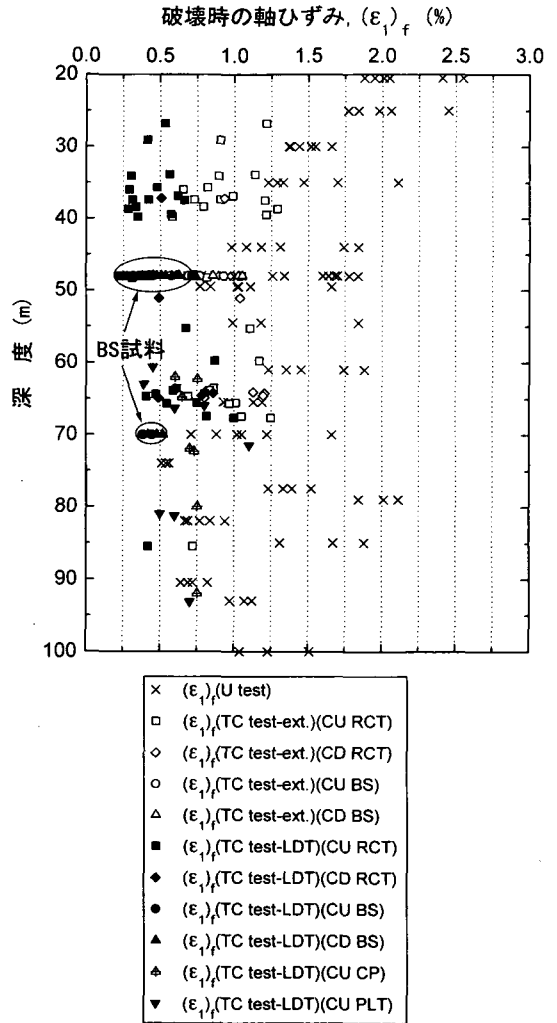 破壊時の軸ひずみ, (ε₁)f (%)
0.0 0.5 1.0 1.5 2.0 2.5 3.0
20
30
40
50
60
70
80
90
100
深度 (m)
BS試料
(ε₁)f(U test)
(ε₁)f(TC test-ext.)(CU RCT)
(ε₁)f(TC test-ext.)(CD RCT)
(ε₁)f(TC test-ext.)(CU BS)
(ε₁)f(TC test-ext.)(CD BS)
(ε₁)f(TC test-LDT)(CU RCT)
(ε₁)f(TC test-LDT)(CD RCT)
(ε₁)f(TC test-LDT)(CU BS)
(ε₁)f(TC test-LDT)(CD BS)
(ε₁)f(TC test-LDT)(CU CP)
(ε₁)f(TC test-LDT)(CU PLT)